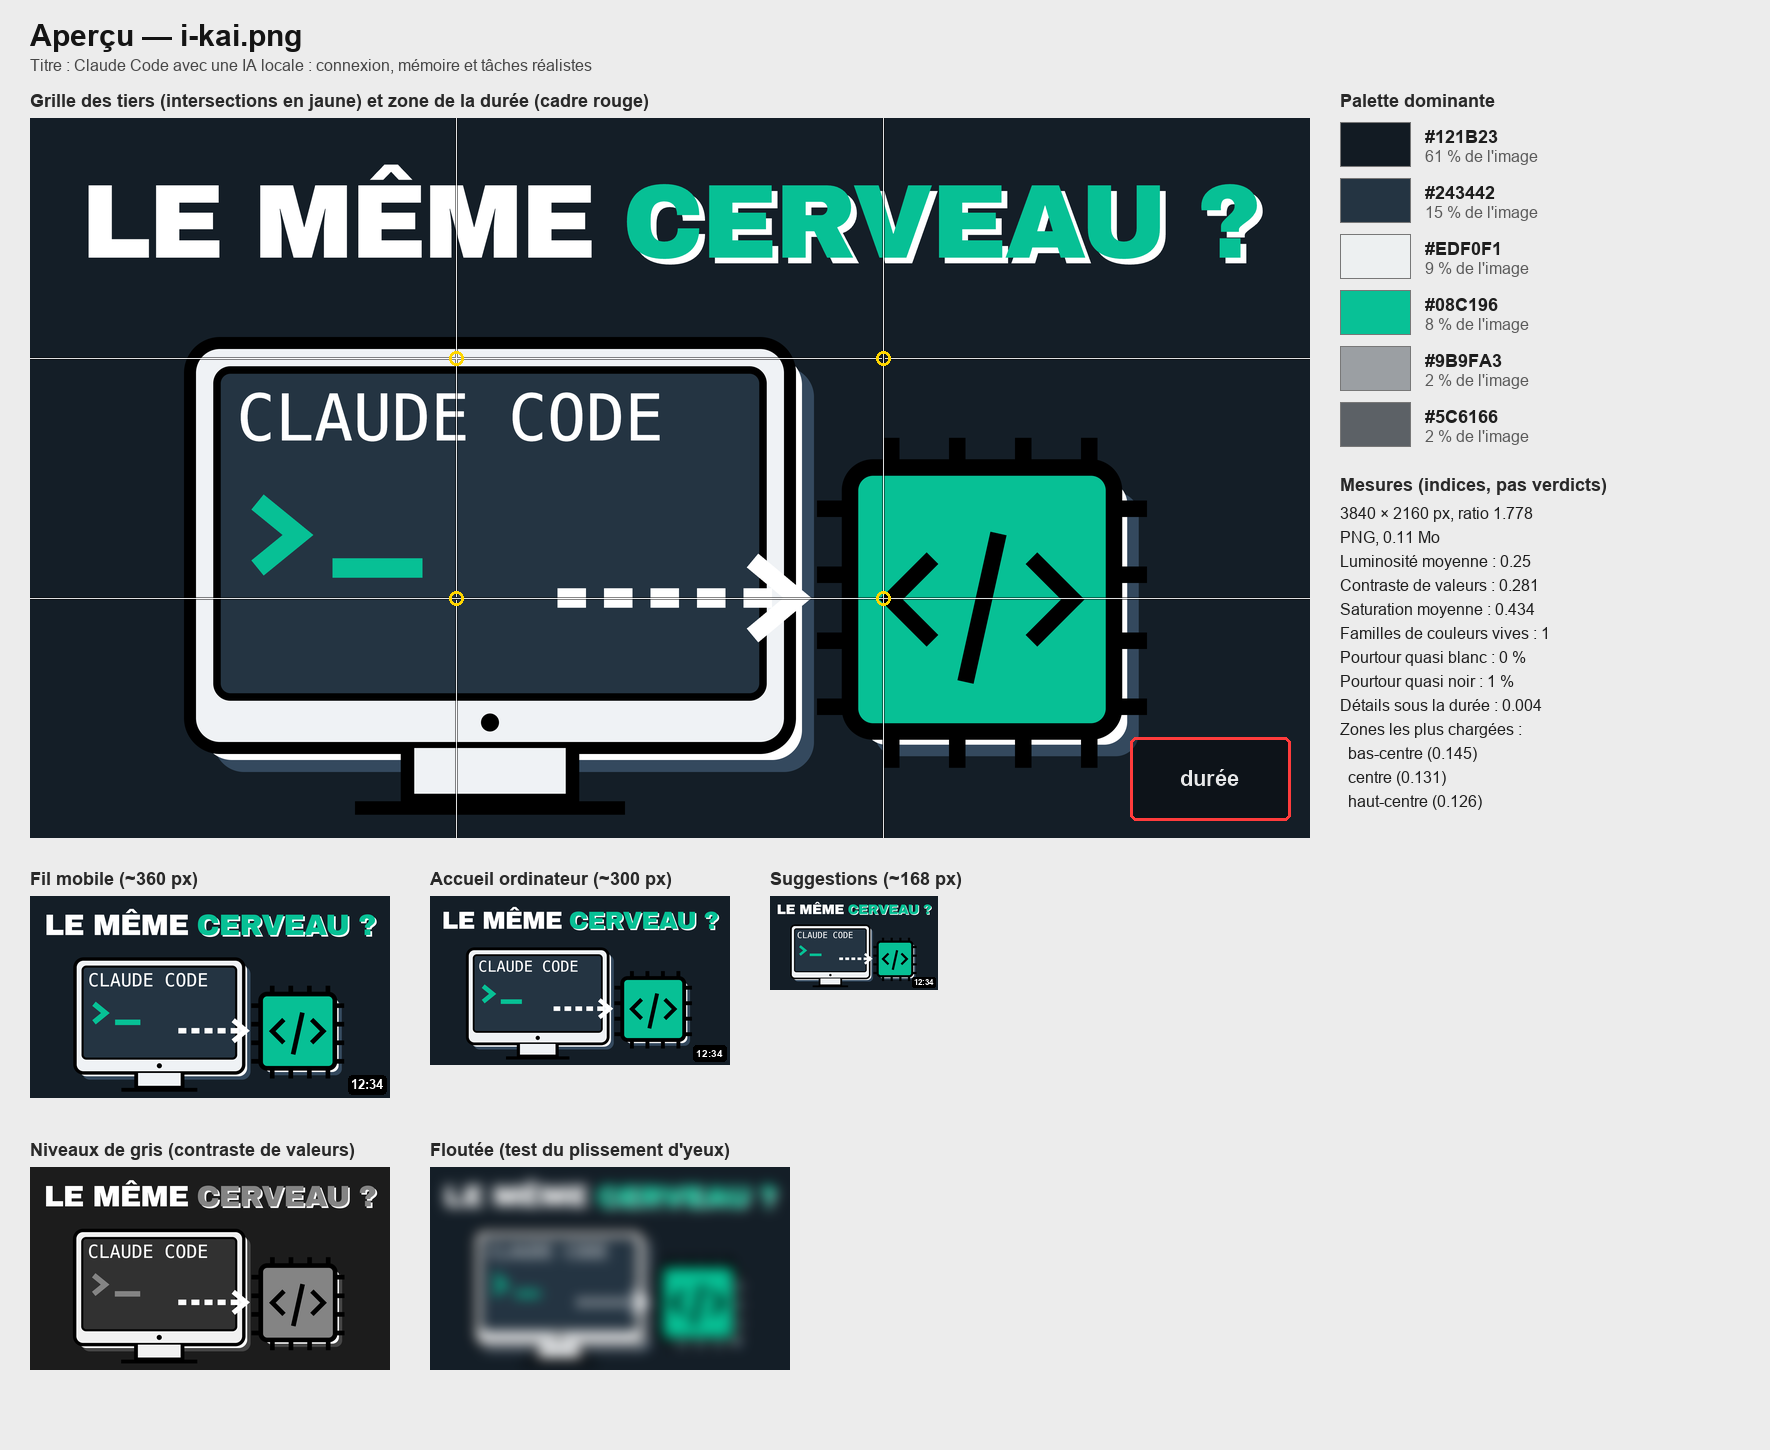 Aperçu — i-kai.png
Titre : Claude Code avec une IA locale : connexion, mémoire et tâches réalistes
Grille des tiers (intersections en jaune) et zone de la durée (cadre rouge)
LE MÊME CERVEAU ?
CLAUDE CODE
>_
</>
durée
Palette dominante
#121B23
61 % de l'image
#243442
15 % de l'image
#EDF0F1
9 % de l'image
#08C196
8 % de l'image
#9B9FA3
2 % de l'image
#5C6166
2 % de l'image
Mesures (indices, pas verdicts)
3840 × 2160 px, ratio 1.778
PNG, 0.11 Mo
Luminosité moyenne : 0.25
Contraste de valeurs : 0.281
Saturation moyenne : 0.434
Familles de couleurs vives : 1
Pourtour quasi blanc : 0 %
Pourtour quasi noir : 1 %
Détails sous la durée : 0.004
Zones les plus chargées :
bas-centre (0.145)
centre (0.131)
haut-centre (0.126)
Fil mobile (~360 px)
LE MÊME CERVEAU ?
CLAUDE CODE
>_
</>
12:34
Accueil ordinateur (~300 px)
LE MÊME CERVEAU ?
CLAUDE CODE
>_
</>
12:34
Suggestions (~168 px)
LE MÊME CERVEAU ?
CLAUDE CODE
>_
</>
12:34
Niveaux de gris (contraste de valeurs)
LE MÊME CERVEAU ?
CLAUDE CODE
>_
</>
Floutée (test du plissement d'yeux)
LE MÊME CERVEAU ?